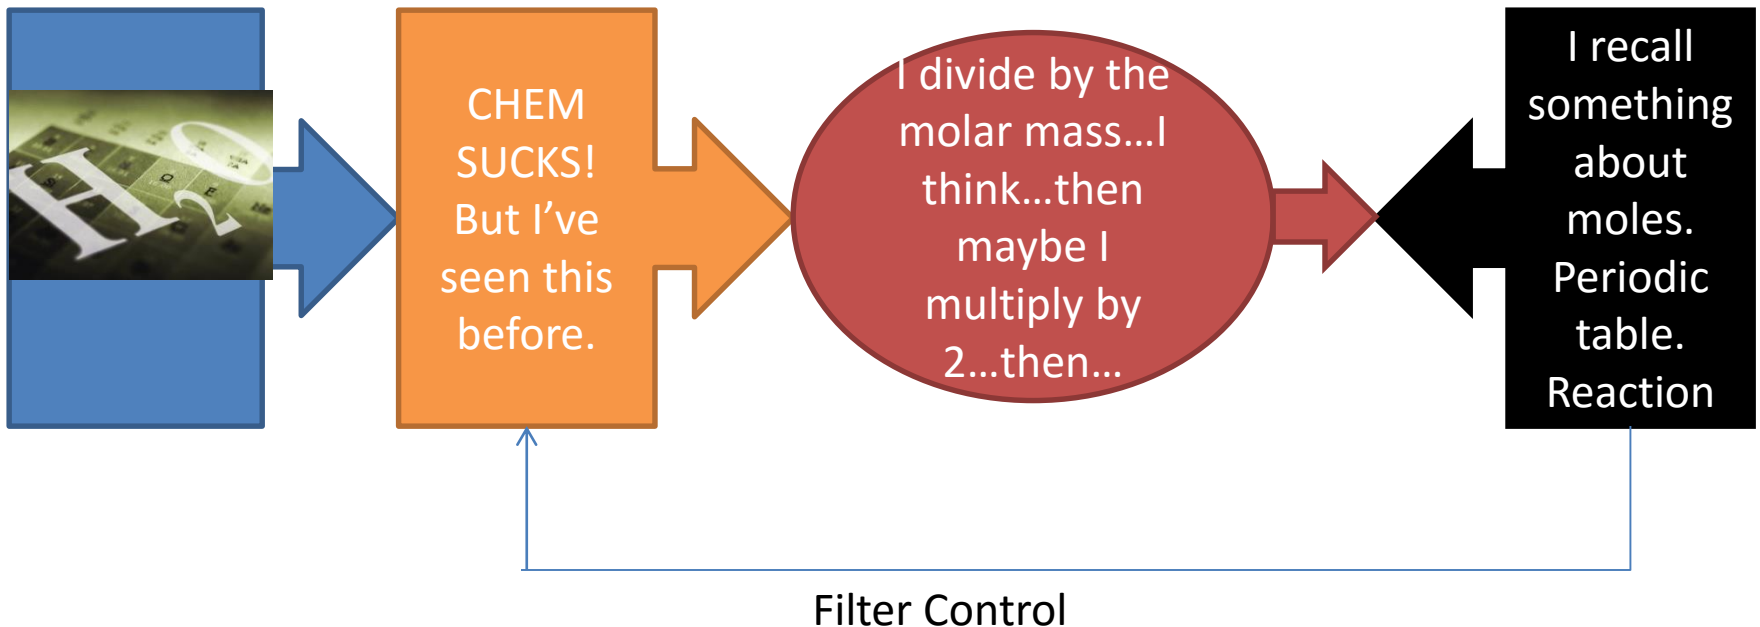 H2O
CHEM
SUCKS!
But I’ve
seen this
before.
I divide by the
molar mass…I
think…then
maybe I
multiply by
2…then…
I recall
something
about
moles.
Periodic
table.
Reaction
Filter Control